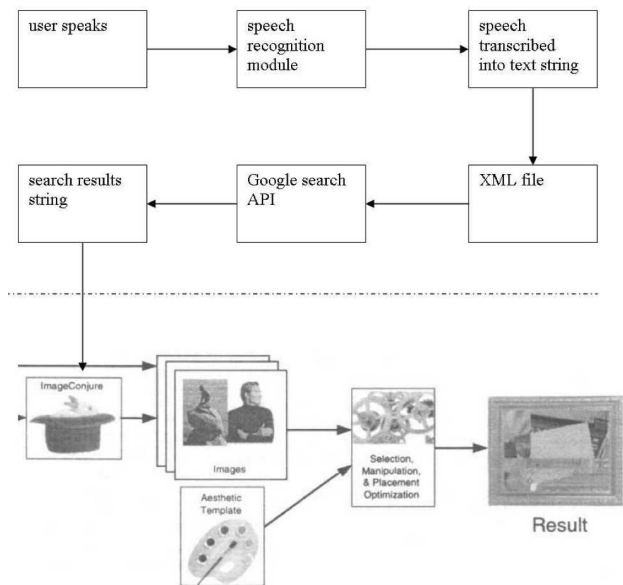 user speaks
speech
recognition
module
speech
transcribed
into text string
XML file
Google search
API
search results
string
ImageConjure
Images
Aesthetic
Template
Selection,
Manipulation,
& Placement
Optimization
Result